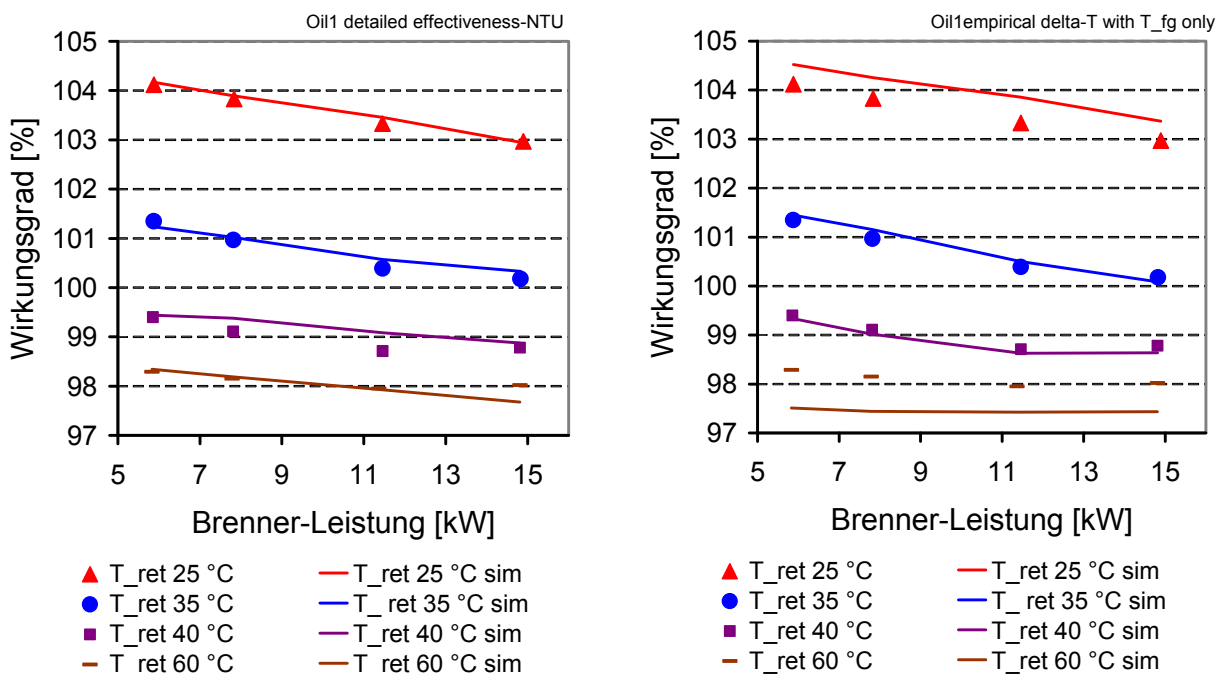 Oil1 detailed effectiveness-NTU
105
104
103
102
101
100
99
98
97
Wirkungsgrad [%]
5 7 9 11 13 15
Brenner-Leistung [kW]
T_ret 25 °C
T_ret 25 °C sim
T_ret 35 °C
T_ ret 35 °C sim
T_ret 40 °C
T_ret 40 °C sim
T_ret 60 °C
T_ret 60 °C sim
Oil1empirical delta-T with T_fg only
105
104
103
102
101
100
99
98
97
Wirkungsgrad [%]
5 7 9 11 13 15
Brenner-Leistung [kW]
T_ret 25 °C
T_ret 25 °C sim
T_ret 35 °C
T_ ret 35 °C sim
T_ret 40 °C
T_ret 40 °C sim
T_ret 60 °C
T_ret 60 °C sim